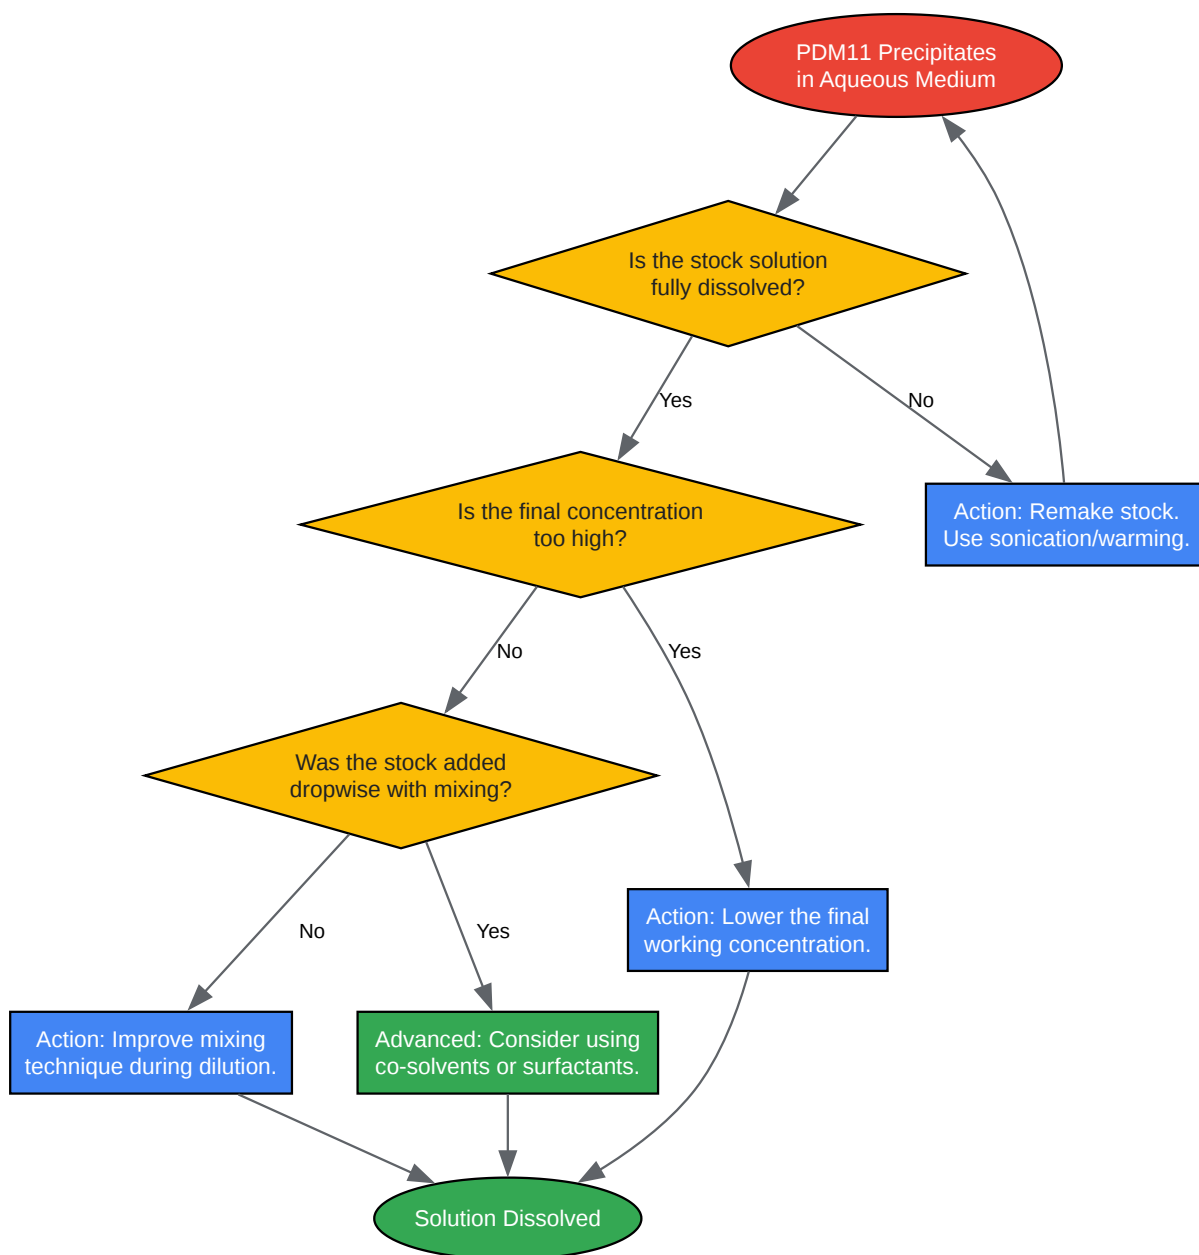 PDM11 Precipitates
in Aqueous Medium
Is the stock solution
fully dissolved?
Yes
No
Is the final concentration
too high?
Action: Remake stock.
Use sonication/warming.
No
Yes
Was the stock added
dropwise with mixing?
No
Yes
Action: Lower the final
working concentration.
Action: Improve mixing
technique during dilution.
Advanced: Consider using
co-solvents or surfactants.
Solution Dissolved